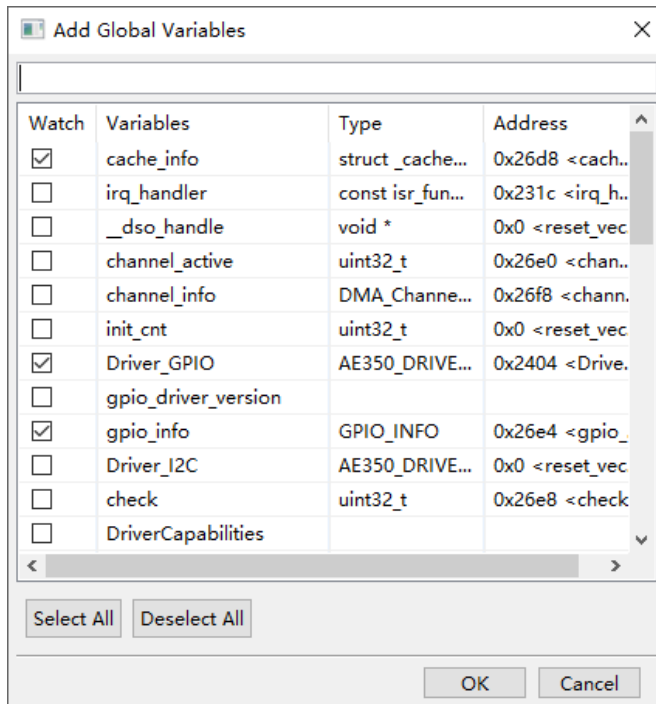 Add Global Variables
Watch Variables Type Address
cache_info struct _cache... 0x26d8 <cach..
irq_handler const isr_fun... 0x231c <irq_h..
__dso_handle void * 0x0 <reset_vec
channel_active uint32_t 0x26e0 <chan..
channel_info DMA_Channe... 0x26f8 <chann.
init_cnt uint32_t 0x0 <reset_vec
Driver_GPIO AE350_DRIVE... 0x2404 <Drive.
gpio_driver_version
gpio_info GPIO_INFO 0x26e4 <gpio_.
Driver_I2C AE350_DRIVE... 0x0 <reset_vec
check uint32_t 0x26e8 <check
DriverCapabilities
Select All Deselect All
OK Cancel